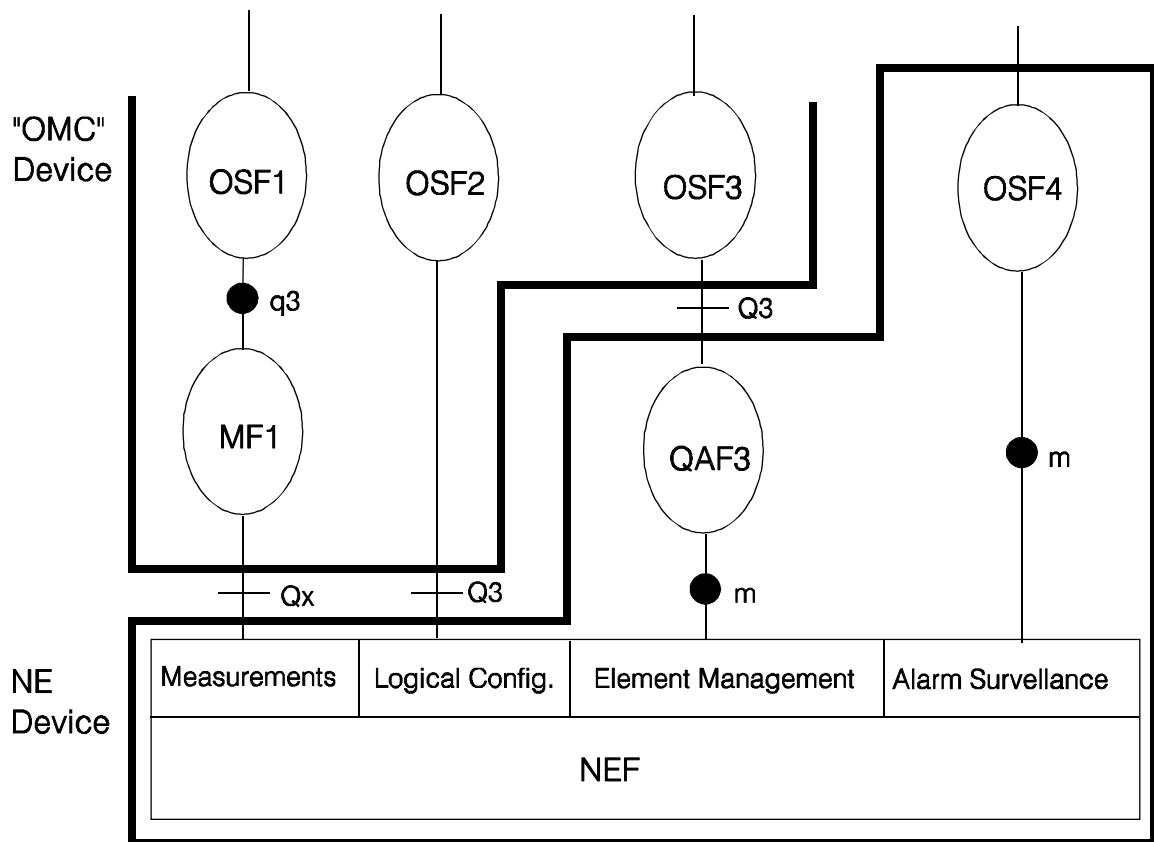 "OMC"
Device
OSF1
OSF2
OSF3
OSF4
q3
Q3
MF1
QAF3
m
Qx
Q3
m
NE
Device
Measurements
Logical Config.
Element Management
Alarm Survellance
NEF